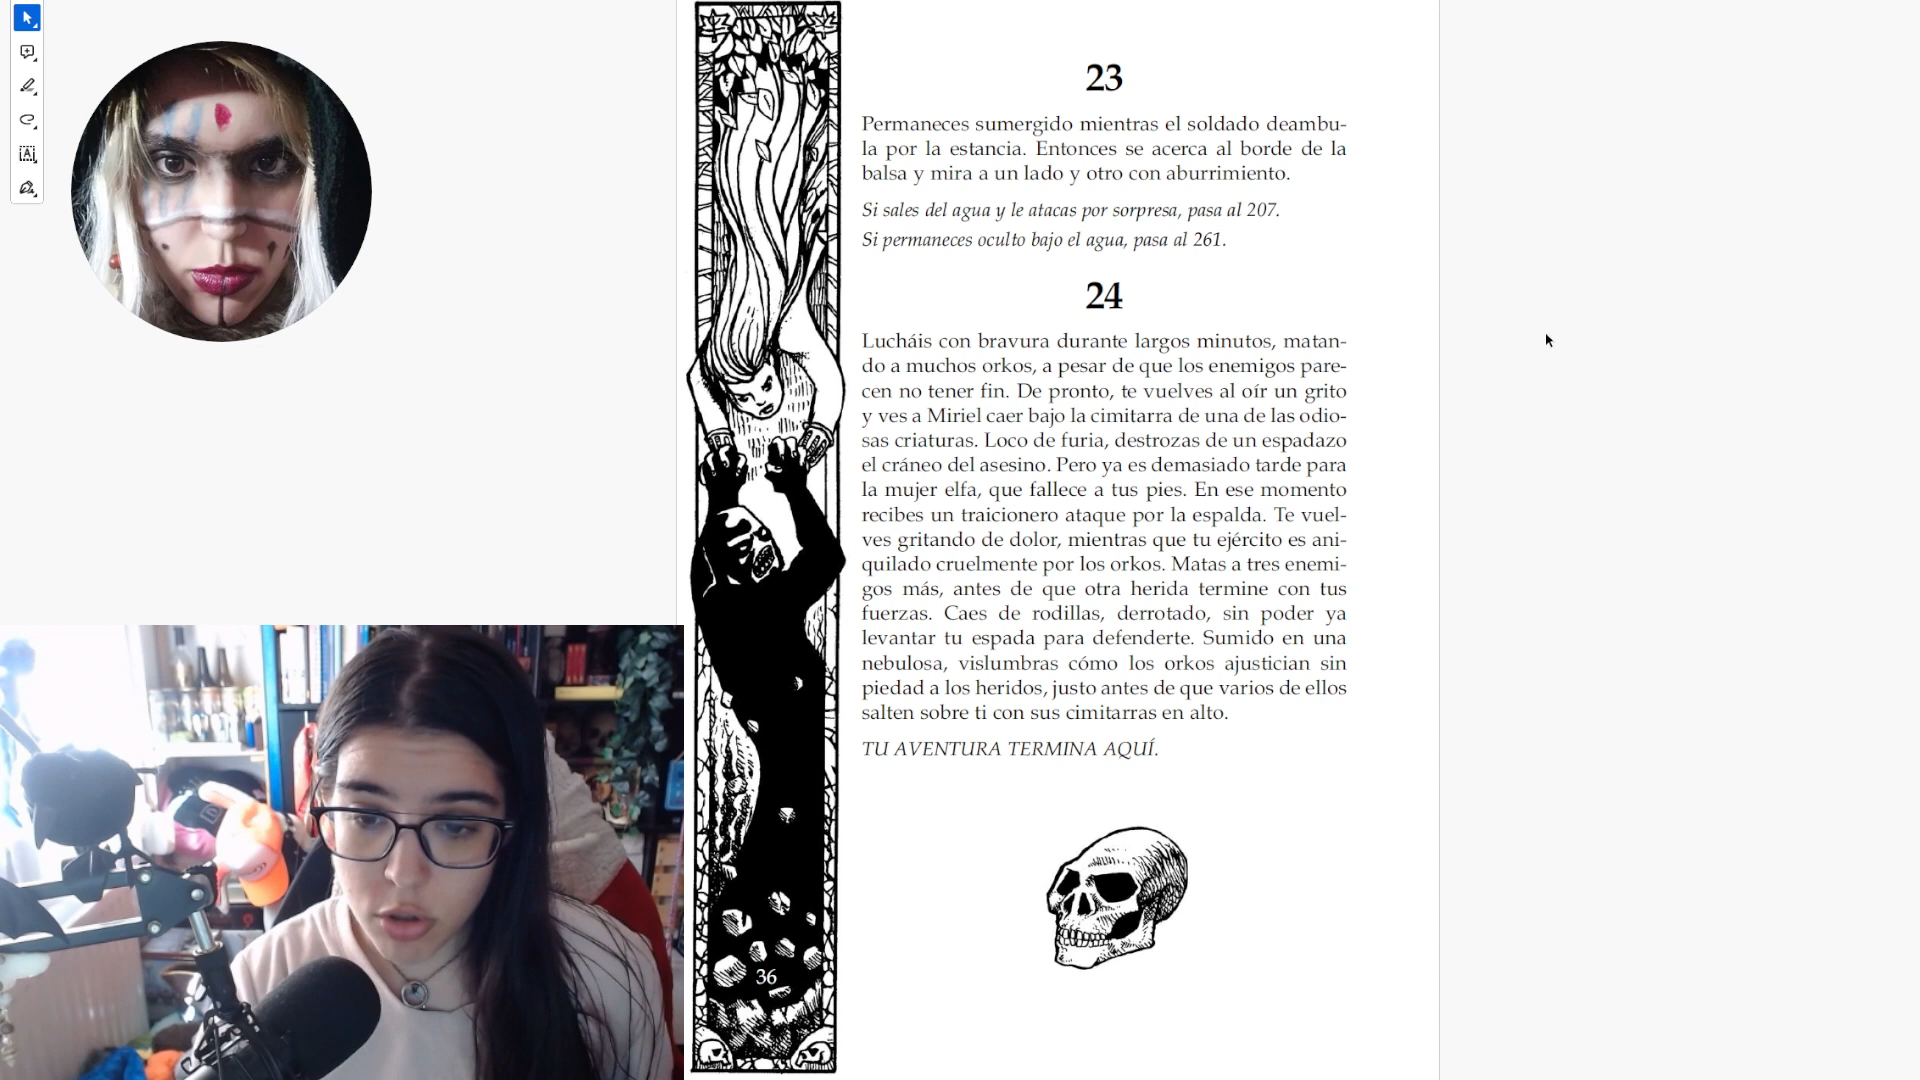 23
Permaneces sumergido mientras el soldado deambu-
la por la estancia. Entonces se acerca al borde de la
balsa y mira a un lado y otro con aburrimiento.
Si sales del agua y le atacas por sorpresa, pasa al 207.
Si permaneces oculto bajo el agua, pasa al 261.
24
Lucháis con bravura durante largos minutos, matan-
do a muchos orkos, a pesar de que los enemigos pare-
cen no tener fin. De pronto, te vuelves al oír un grito
y ves a Miriel caer bajo la cimitarra de una de las odio-
sas criaturas. Loco de furia, destrozas de un espadazo
el cráneo del asesino. Pero ya es demasiado tarde para
la mujer elfa, que fallece a tus pies. En ese momento
recibes un traicionero ataque por la espalda. Te vuel-
ves gritando de dolor, mientras que tu ejército es ani-
quilado cruelmente por los orkos. Matas a tres enemi-
gos más, antes de que otra herida termine con tus
fuerzas. Caes de rodillas, derrotado, sin poder ya
levantar tu espada para defenderte. Sumido en una
nebulosa, vislumbras cómo los orkos ajustician sin
piedad a los heridos, justo antes de que varios de ellos
salten sobre ti con sus cimitarras en alto.
TU AVENTURA TERMINA AQUÍ.
36